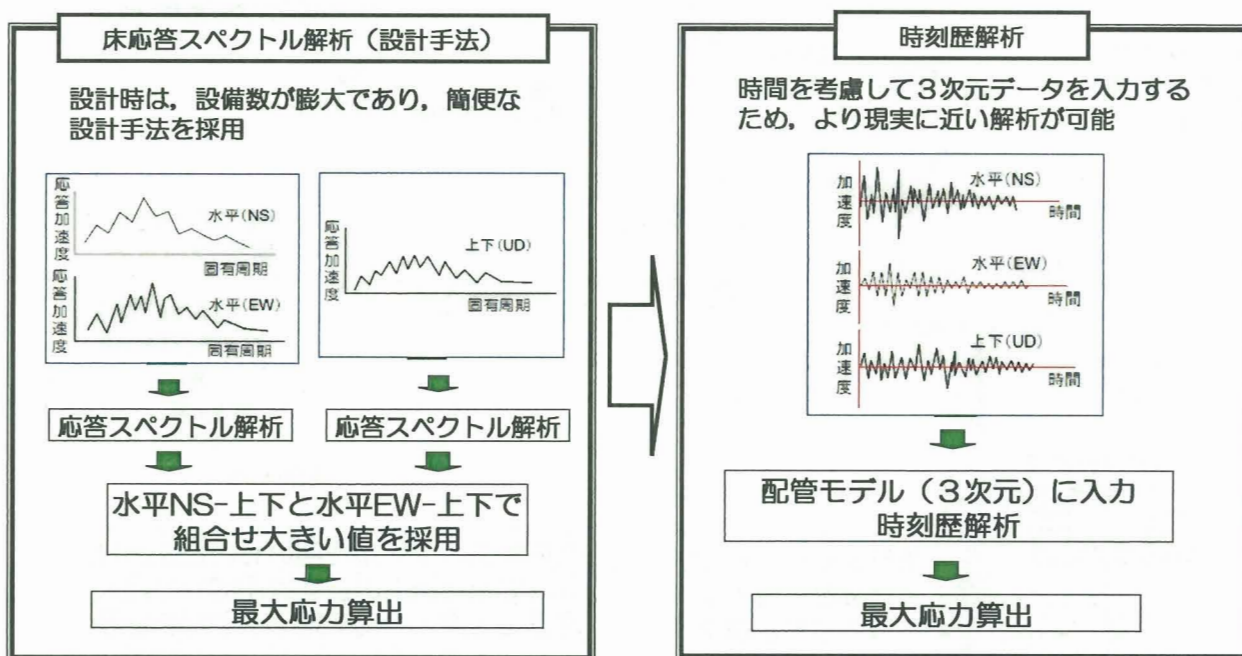 床応答スペクトル解析（設計手法）
設計時は，設備数が膨大であり，簡便な
設計手法を採用
応答加速度
水平(NS)
固有周期
応答加速度
水平(EW)
固有周期
応答加速度
上下(UD)
固有周期
応答スペクトル解析
応答スペクトル解析
水平NS-上下と水平EW-上下で
組合せ大きい値を採用
最大応力算出
時刻歴解析
時間を考慮して３次元データを入力する
ため，より現実に近い解析が可能
加速度
水平(NS)
時間
加速度
水平(EW)
時間
加速度
上下(UD)
時間
配管モデル（３次元）に入力
時刻歴解析
最大応力算出